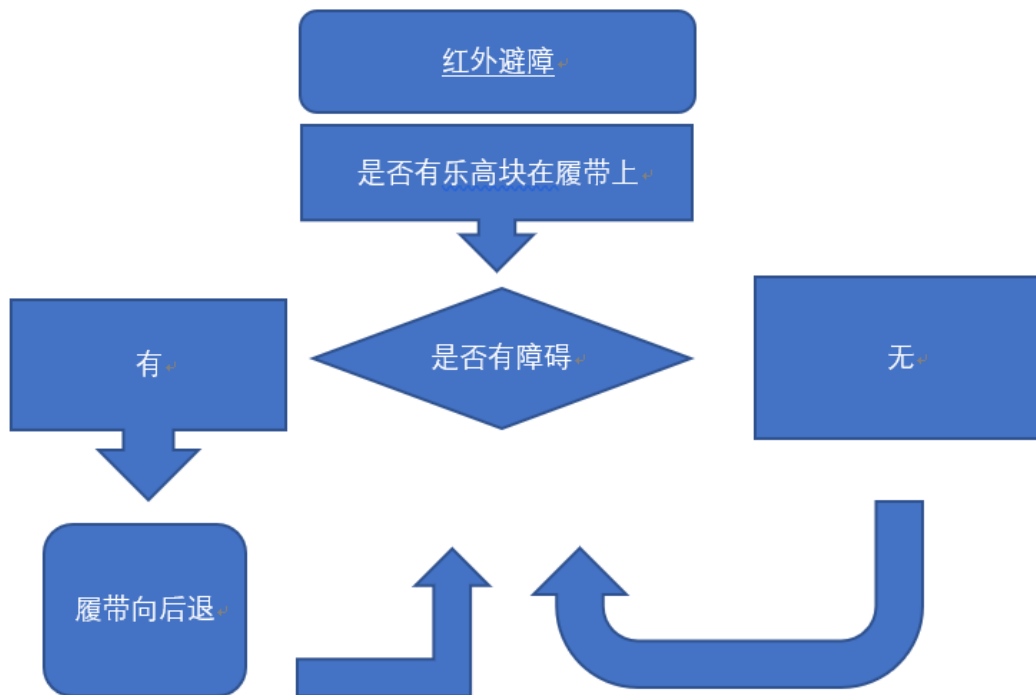 红外避障
是否有乐高块在履带上
有
是否有障碍
无
履带向后退